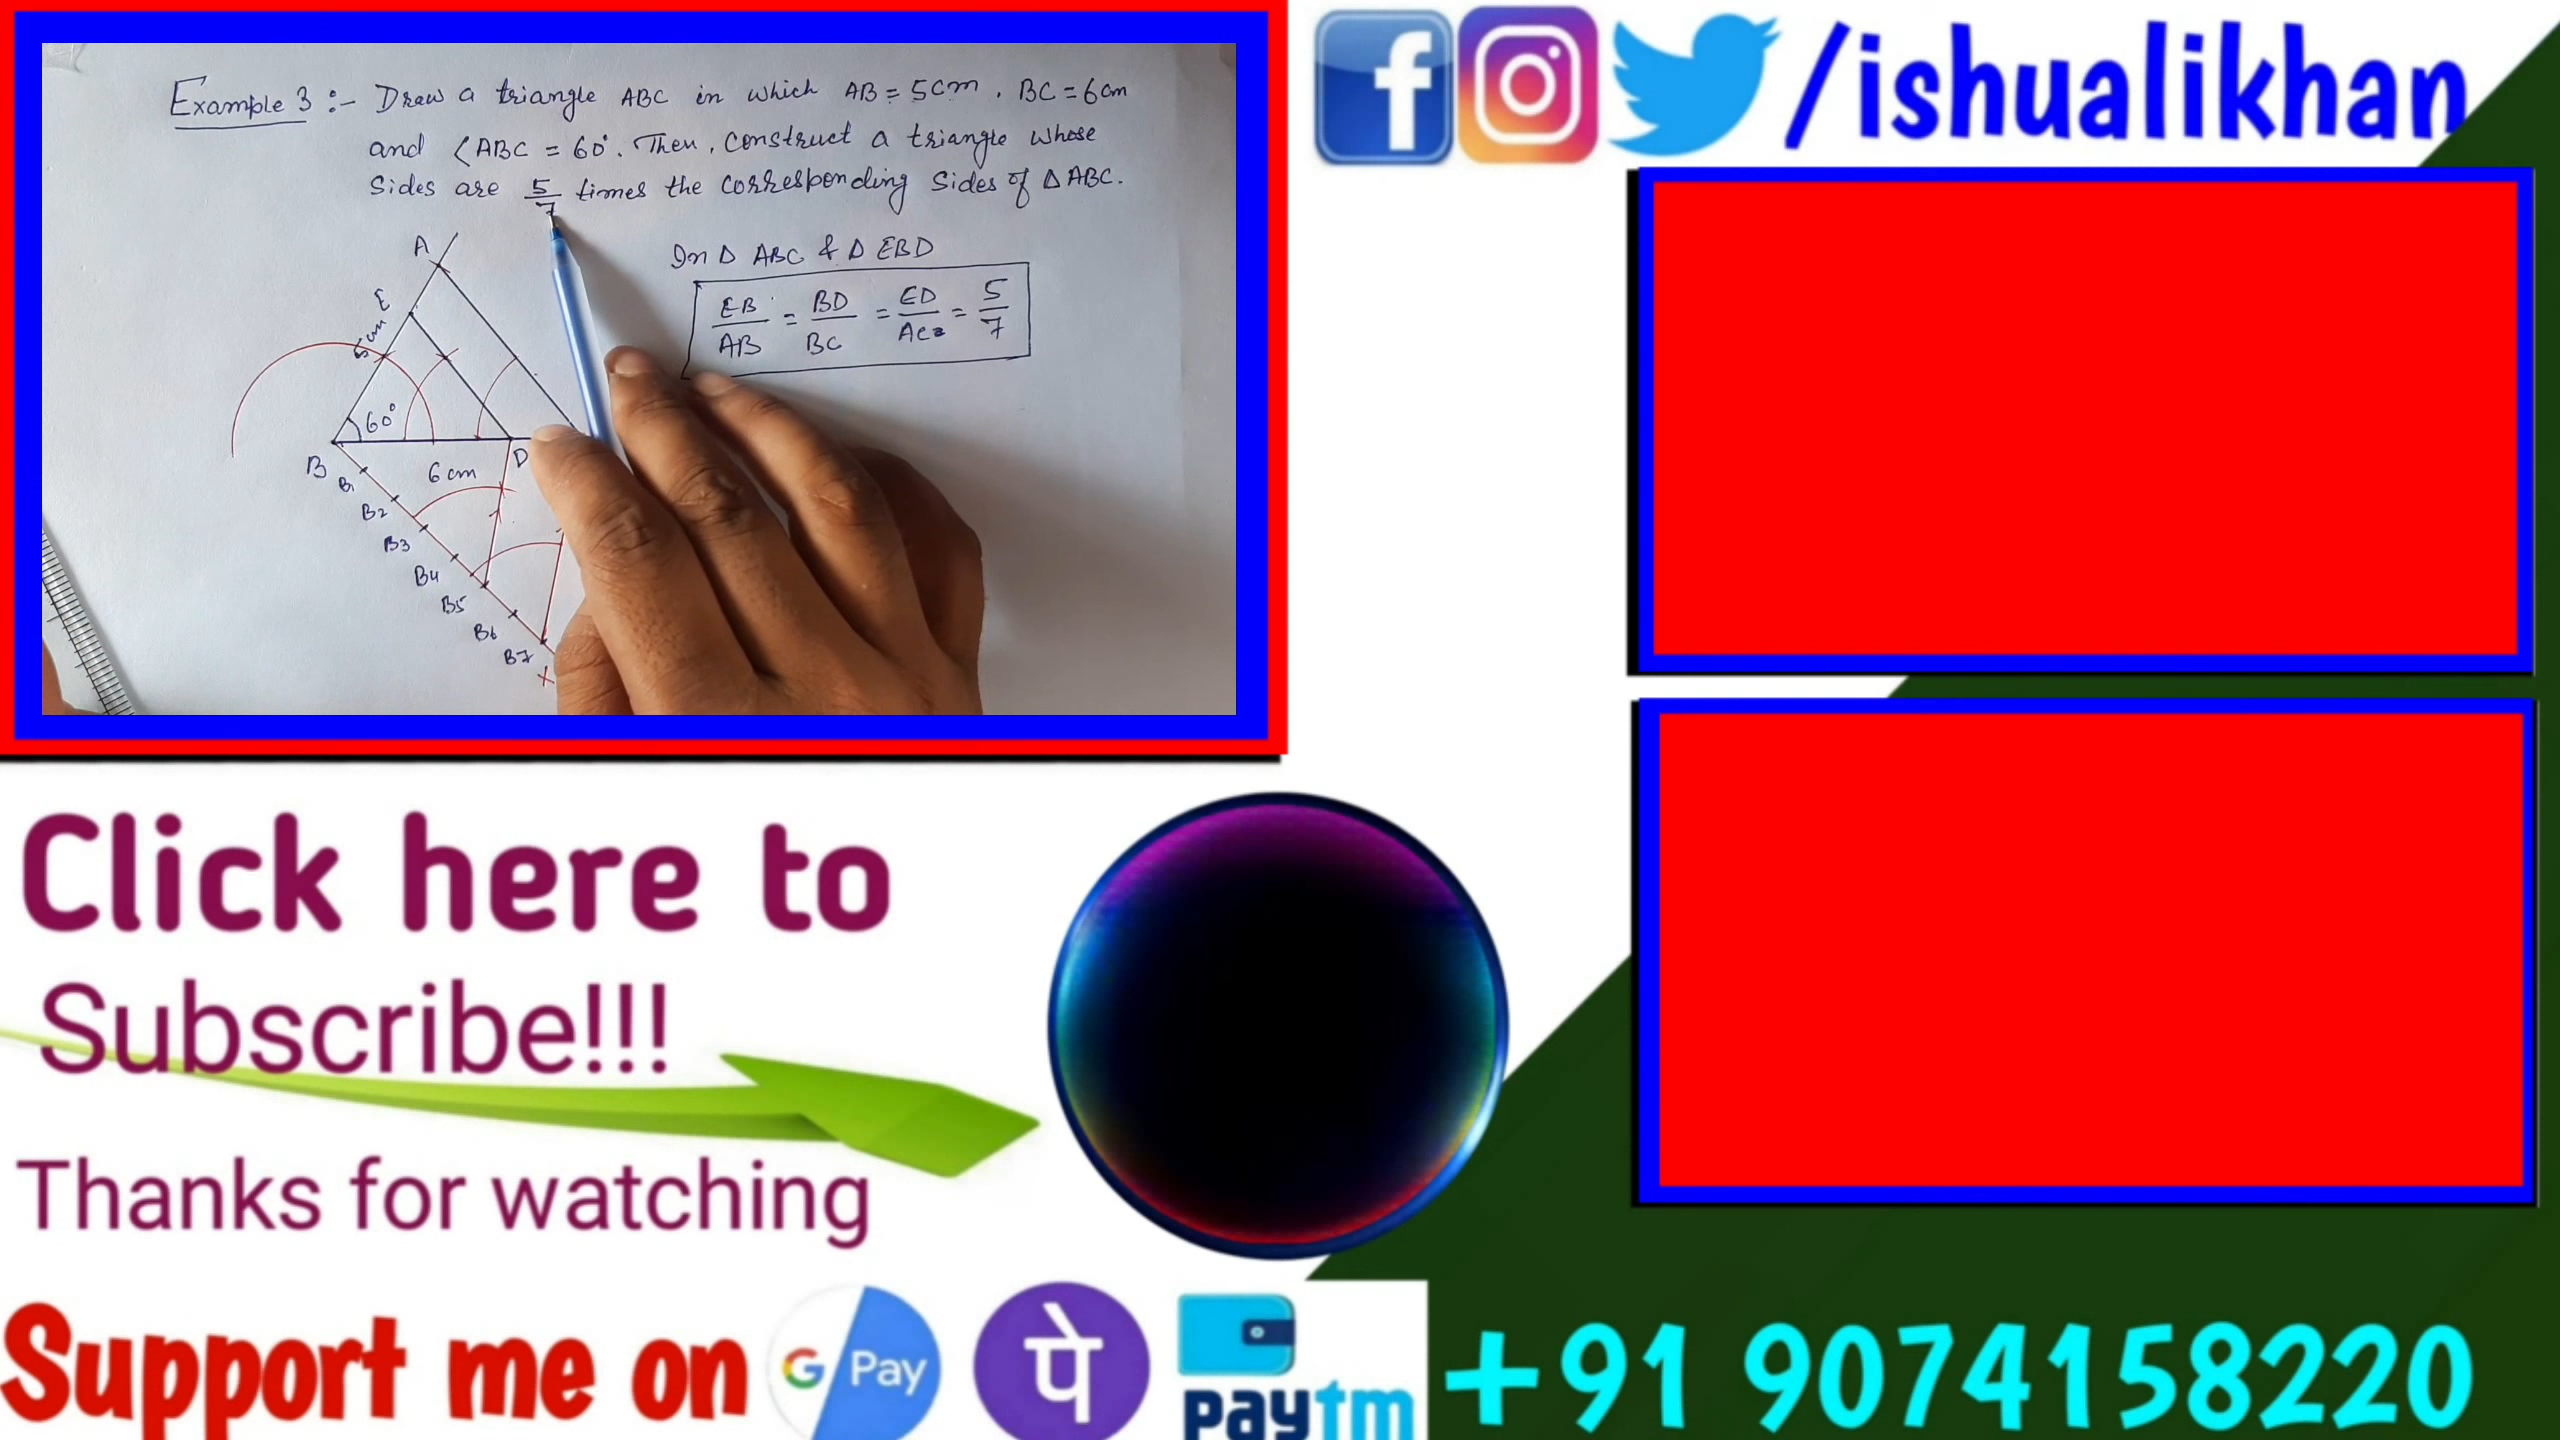 Example 3 :- Draw a triangle ABC in which AB = 5cm, BC = 6cm
and ∠ABC = 60°. Then, construct a triangle whose
Sides are 5/7 times the corresponding Sides of Δ ABC.
In Δ ABC & Δ EBD
EB/AB = BD/BC = ED/AC = 5/7
A
E
5cm
60°
B
6cm
D
B1
B2
B3
B4
B5
B6
B7
X
/ishualikhan
Click here to
Subscribe!!!
Thanks for watching
Support me on G Pay पे paytm +91 9074158220